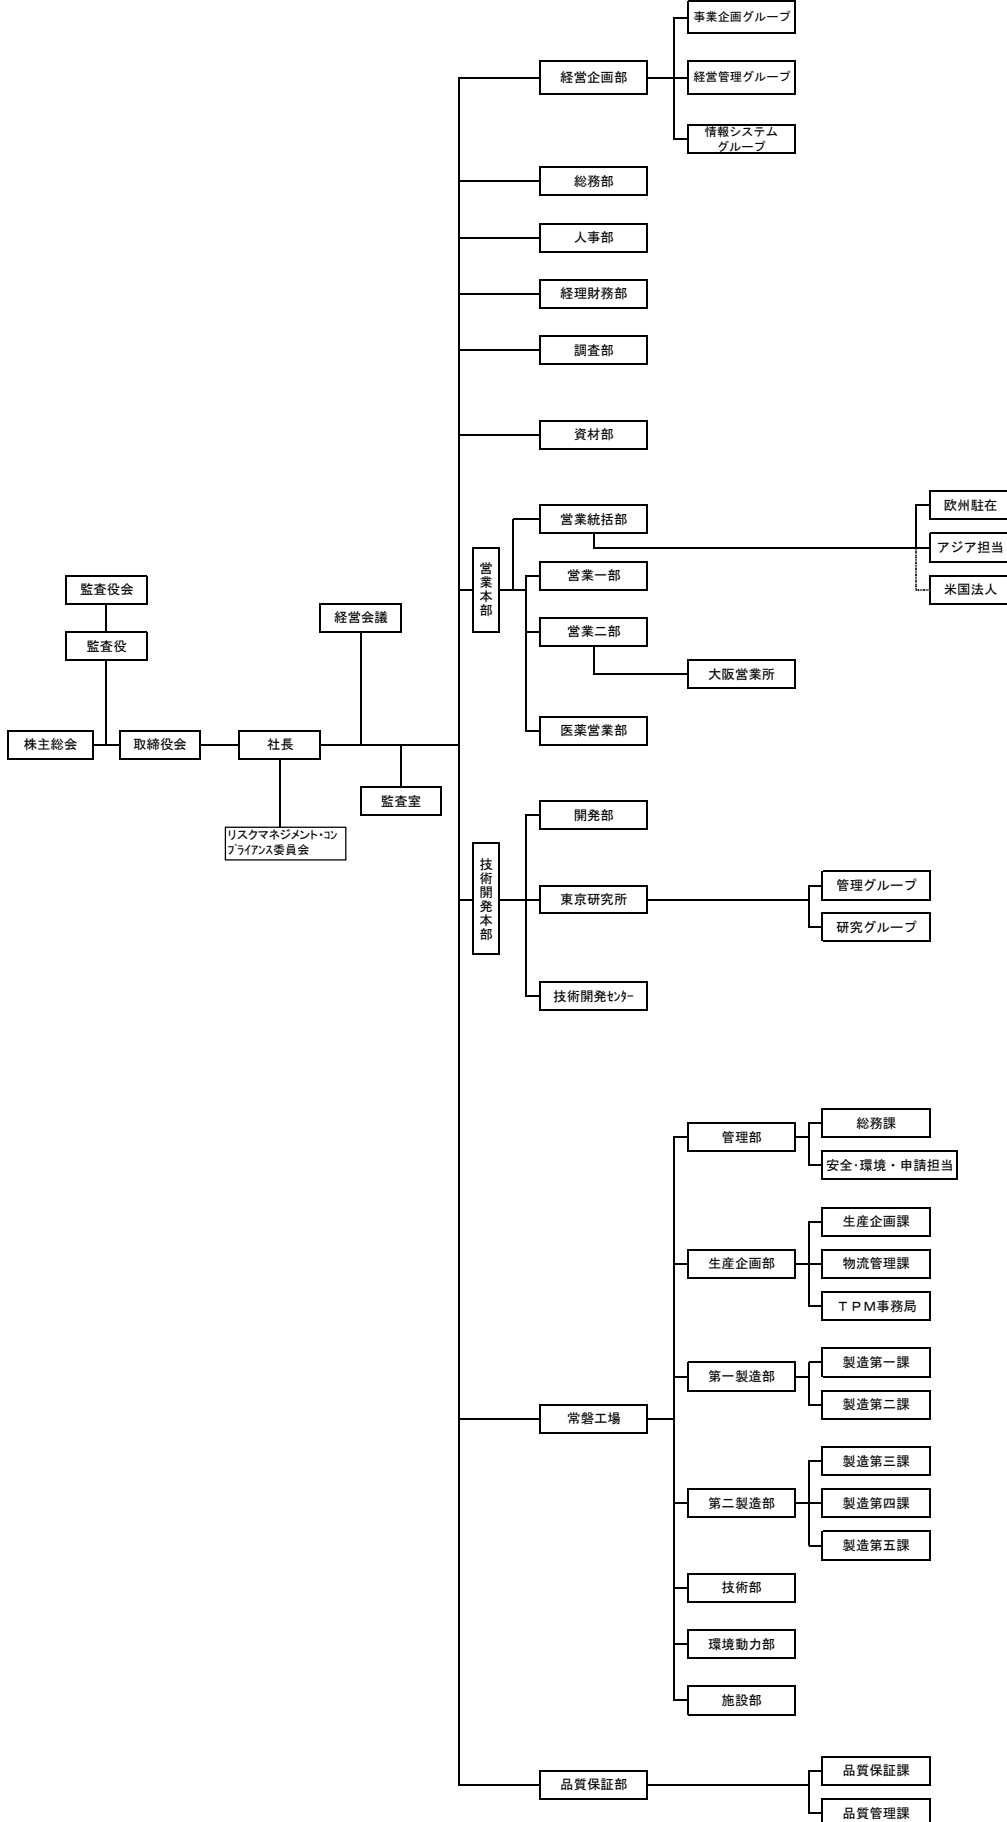 事業企画グループ
経営企画部
経営管理グループ
情報システム
グループ
総務部
人事部
経理財務部
調査部
資材部
営業本部
営業統括部
欧州駐在
アジア担当
米国法人
営業一部
営業二部
大阪営業所
医薬営業部
監査役会
監査役
経営会議
株主総会
取締役会
社長
監査室
リスクマネジメント・コン
プライアンス委員会
技術開発本部
開発部
東京研究所
管理グループ
研究グループ
技術開発センター
常磐工場
管理部
総務課
安全・環境・申請担当
生産企画部
生産企画課
物流管理課
ＴＰＭ事務局
第一製造部
製造第一課
製造第二課
第二製造部
製造第三課
製造第四課
製造第五課
技術部
環境動力部
施設部
品質保証部
品質保証課
品質管理課